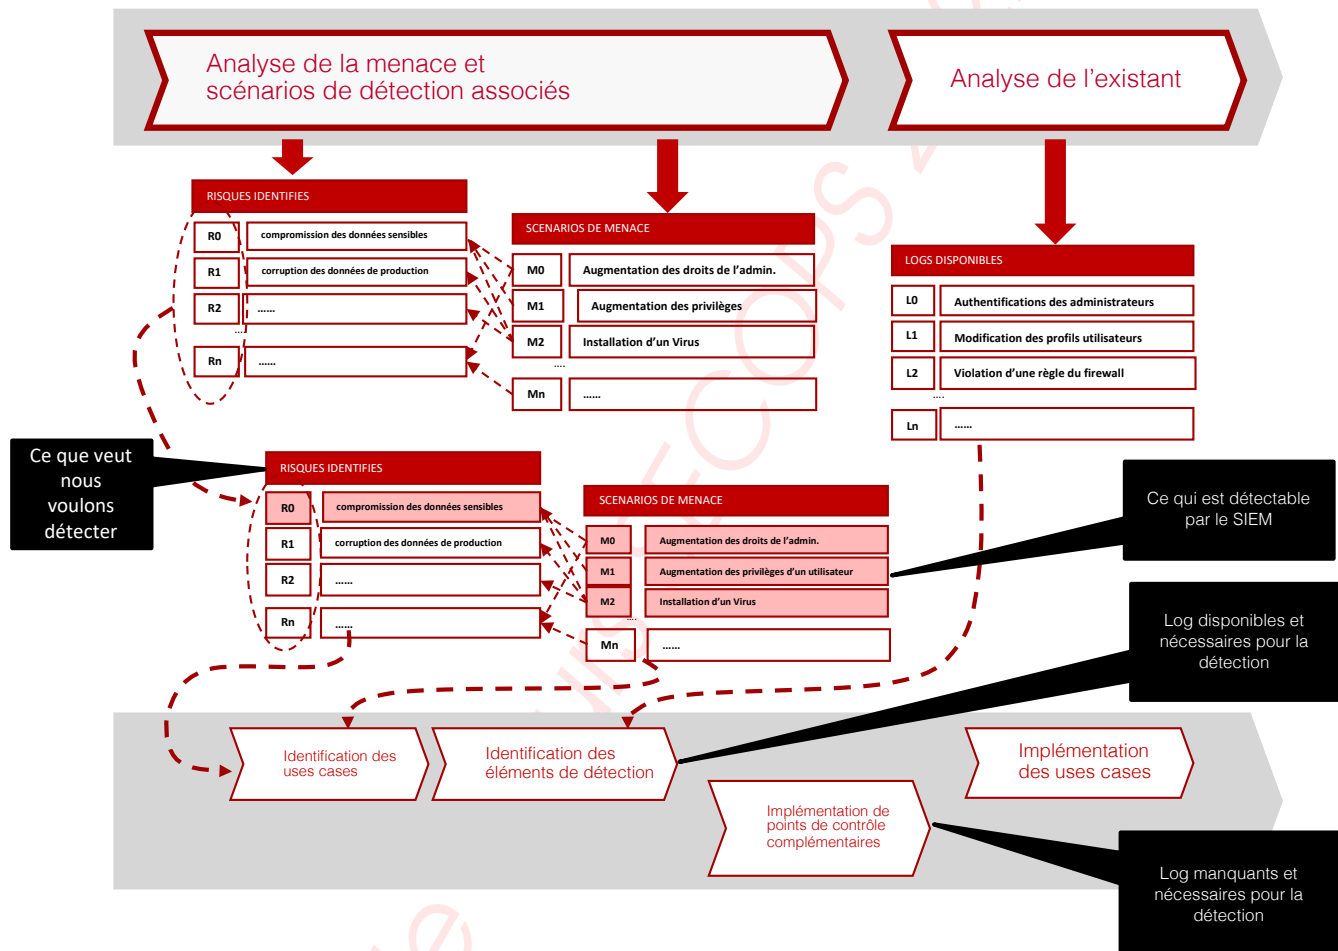 Analyse de la menace et
scénarios de détection associés
Analyse de l'existant
RISQUES IDENTIFIES
R0 compromission des données sensibles
R1 corruption des données de production
R2 ......
....
Rn ......
SCENARIOS DE MENACE
M0 Augmentation des droits de l'admin.
M1 Augmentation des privilèges
M2 Installation d'un Virus
....
Mn ......
LOGS DISPONIBLES
L0 Authentifications des administrateurs
L1 Modification des profils utilisateurs
L2 Violation d'une règle du firewall
....
Ln ......
Ce que veut
nous
voulons
détecter
RISQUES IDENTIFIES
R0 compromission des données sensibles
R1 corruption des données de production
R2 ......
Rn ......
SCENARIOS DE MENACE
M0 Augmentation des droits de l'admin.
M1 Augmentation des privilèges d'un utilisateur
M2 Installation d'un Virus
....
Mn ......
Ce qui est détectable
par le SIEM
Log disponibles et
nécessaires pour la
détection
Identification des
uses cases
Identification des
éléments de détection
Implémentation de
points de contrôle
complémentaires
Implémentation
des uses cases
Log manquants et
nécessaires pour la
détection